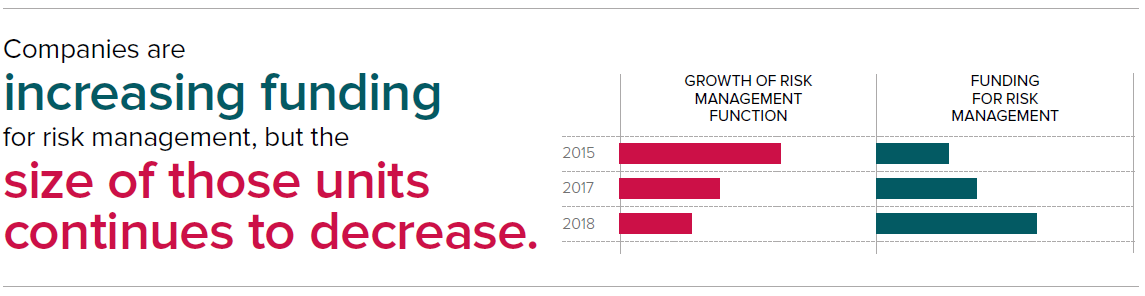 Companies are
increasing funding
for risk management, but the
size of those units
continues to decrease.
GROWTH OF RISK
MANAGEMENT
FUNCTION
FUNDING
FOR RISK
MANAGEMENT
2015
2017
2018